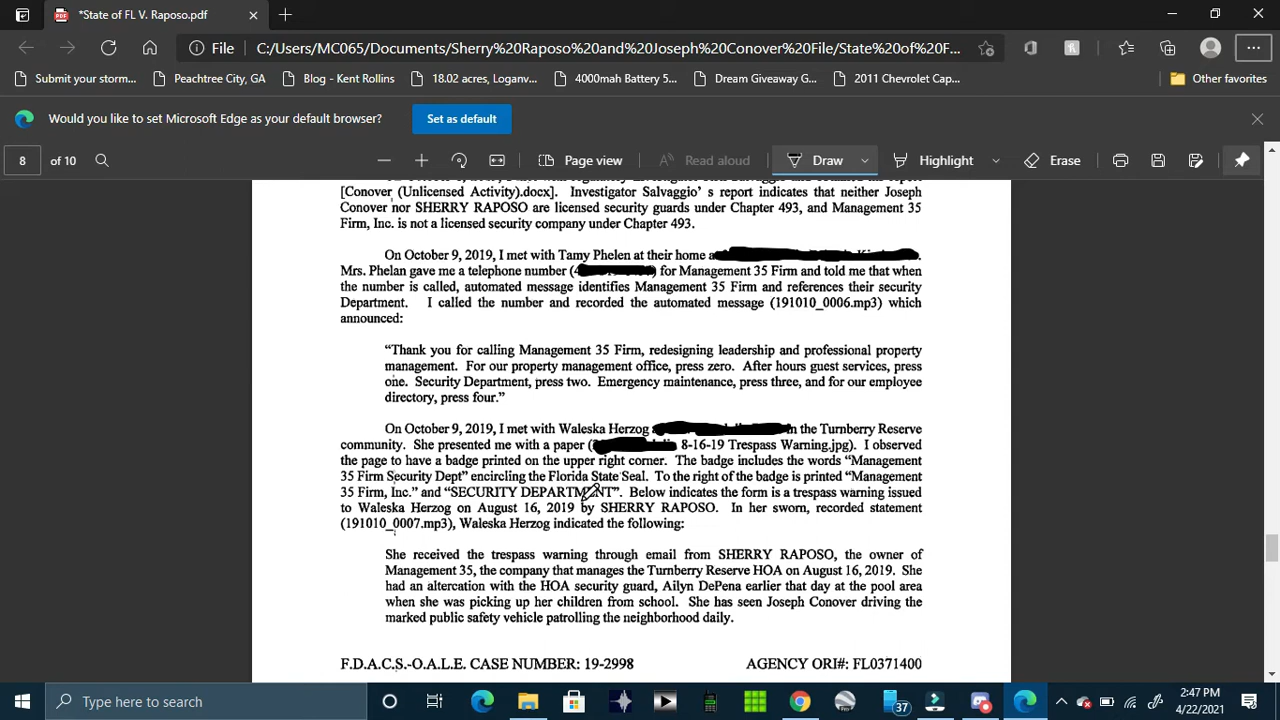 *State of FL V. Raposo.pdf
File
C:/Users/MC065/Documents/Sherry%20Raposo%20and%20Joseph%20Conover%20File/State%20of%20F...
Submit your storm...
Peachtree City, GA
Blog - Kent Rollins
18.02 acres, Loganv...
4000mah Battery 5...
Dream Giveaway G...
2011 Chevrolet Cap...
Other favorites
Would you like to set Microsoft Edge as your default browser?
Set as default
8 of 10
Page view
Read aloud
Draw
Highlight
Erase
[Conover (Unlicensed Activity).docx]. Investigator Salvaggio' s report indicates that neither Joseph
Conover nor SHERRY RAPOSO are licensed security guards under Chapter 493, and Management 35
Firm, Inc. is not a licensed security company under Chapter 493.
On October 9, 2019, I met with Tamy Phelen at their home
Mrs. Phelan gave me a telephone number ( ) for Management 35 Firm and told me that when
the number is called, automated message identifies Management 35 Firm and references their security
Department. I called the number and recorded the automated message (191010_0006.mp3) which
announced:
“Thank you for calling Management 35 Firm, redesigning leadership and professional property
management. For our property management office, press zero. After hours guest services, press
one. Security Department, press two. Emergency maintenance, press three, and for our employee
directory, press four.”
On October 9, 2019, I met with Waleska Herzog in the Turnberry Reserve
community. She presented me with a paper ( 8-16-19 Trespass Warning.jpg). I observed
the page to have a badge printed on the upper right corner. The badge includes the words “Management
35 Firm Security Dept” encircling the Florida State Seal. To the right of the badge is printed “Management
35 Firm, Inc.” and “SECURITY DEPARTMENT”. Below indicates the form is a trespass warning issued
to Waleska Herzog on August 16, 2019 by SHERRY RAPOSO. In her sworn, recorded statement
(191010_0007.mp3), Waleska Herzog indicated the following:
She received the trespass warning through email from SHERRY RAPOSO, the owner of
Management 35, the company that manages the Turnberry Reserve HOA on August 16, 2019. She
had an altercation with the HOA security guard, Ailyn DePena earlier that day at the pool area
when she was picking up her children from school. She has seen Joseph Conover driving the
marked public safety vehicle patrolling the neighborhood daily.
F.D.A.C.S.-O.A.L.E. CASE NUMBER: 19-2998
AGENCY ORI#: FL0371400
Type here to search
37
2:47 PM
4/22/2021